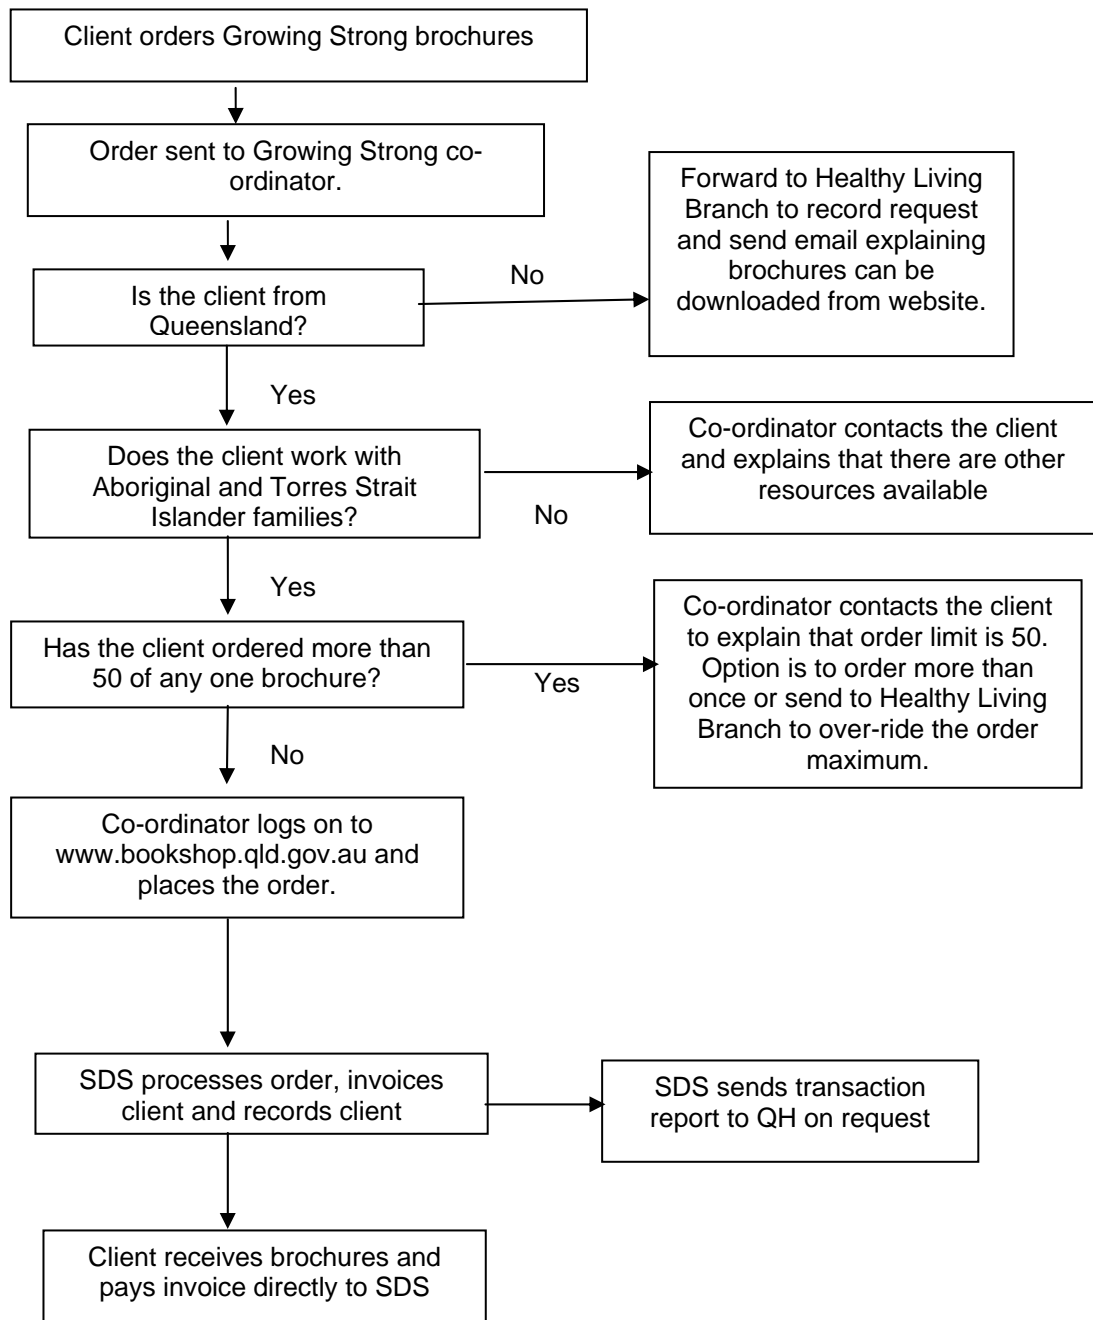 Client orders Growing Strong brochures
Order sent to Growing Strong co-
ordinator.
Forward to Healthy Living
Branch to record request
and send email explaining
brochures can be
downloaded from website.
No
Is the client from
Queensland?
Yes
Does the client work with
Aboriginal and Torres Strait
Islander families?
No
Co-ordinator contacts the client
and explains that there are other
resources available
Yes
Has the client ordered more than
50 of any one brochure?
Yes
Co-ordinator contacts the client
to explain that order limit is 50.
Option is to order more than
once or send to Healthy Living
Branch to over-ride the order
maximum.
No
Co-ordinator logs on to
www.bookshop.qld.gov.au and
places the order.
SDS processes order, invoices
client and records client
SDS sends transaction
report to QH on request
Client receives brochures and
pays invoice directly to SDS